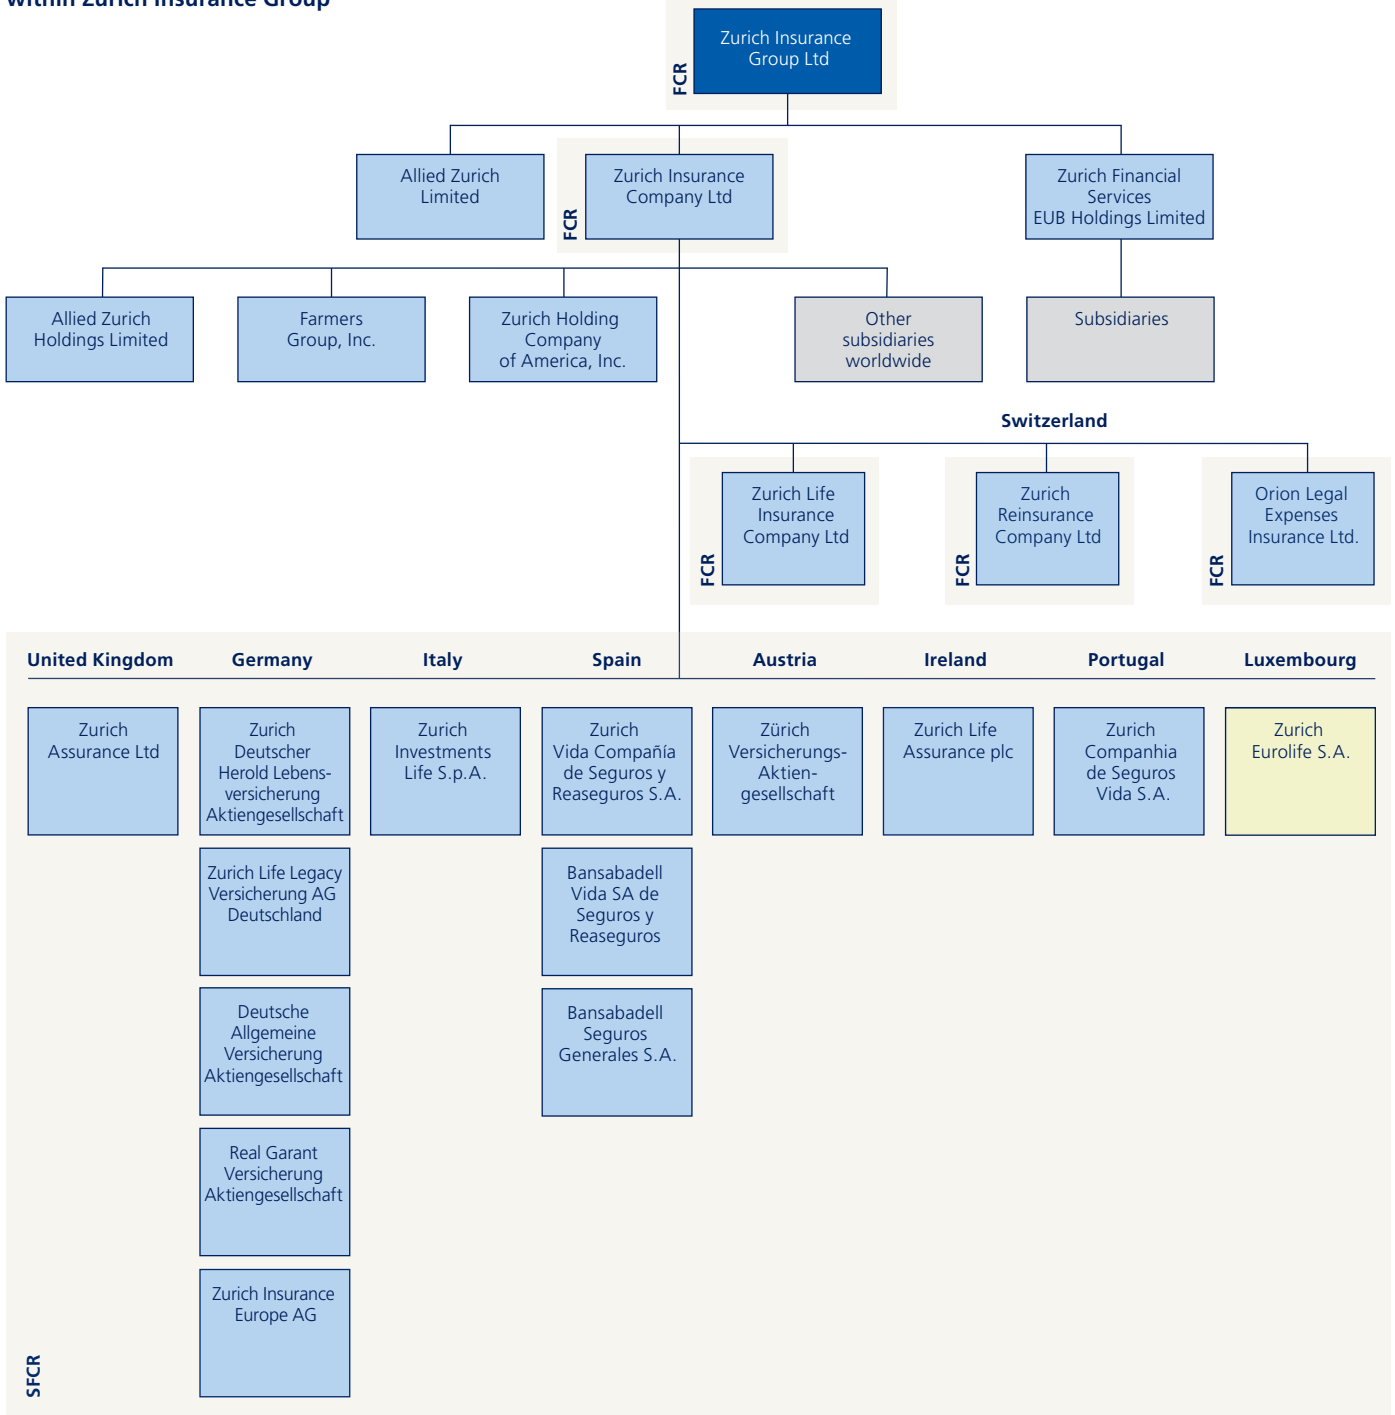 within Zurich Insurance Group
Zurich Insurance
Group Ltd
FCR
Allied Zurich
Limited
Zurich Insurance
Company Ltd
FCR
Zurich Financial
Services
EUB Holdings Limited
Allied Zurich
Holdings Limited
Farmers
Group, Inc.
Zurich Holding
Company
of America, Inc.
Other
subsidiaries
worldwide
Subsidiaries
Switzerland
Zurich Life
Insurance
Company Ltd
FCR
Zurich
Reinsurance
Company Ltd
FCR
Orion Legal
Expenses
Insurance Ltd.
FCR
United Kingdom
Germany
Italy
Spain
Austria
Ireland
Portugal
Luxembourg
Zurich
Assurance Ltd
Zurich
Deutscher
Herold Lebens-
versicherung
Aktiengesellschaft
Zurich
Investments
Life S.p.A.
Zurich
Vida Compañía
de Seguros y
Reaseguros S.A.
Zürich
Versicherungs-
Aktien-
gesellschaft
Zurich Life
Assurance plc
Zurich
Companhia
de Seguros
Vida S.A.
Zurich
Eurolife S.A.
Zurich Life Legacy
Versicherung AG
Deutschland
Bansabadell
Vida SA de
Seguros y
Reaseguros
Deutsche
Allgemeine
Versicherung
Aktiengesellschaft
Bansabadell
Seguros
Generales S.A.
Real Garant
Versicherung
Aktiengesellschaft
Zurich Insurance
Europe AG
SFCR